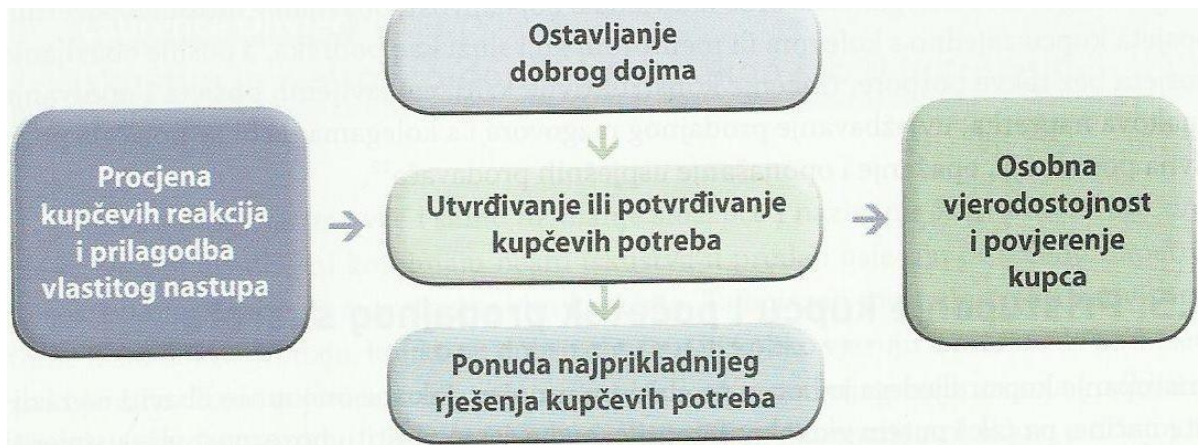 Ostavljanje
dobrog dojma
Procjena
kupčevih reakcija
i prilagodba
vlastitog nastupa
Utvrđivanje ili potvrđivanje
kupčevih potreba
Osobna
vjerodostojnost
i povjerenje
kupca
Ponuda najprikladnijeg
rješenja kupčevih potreba